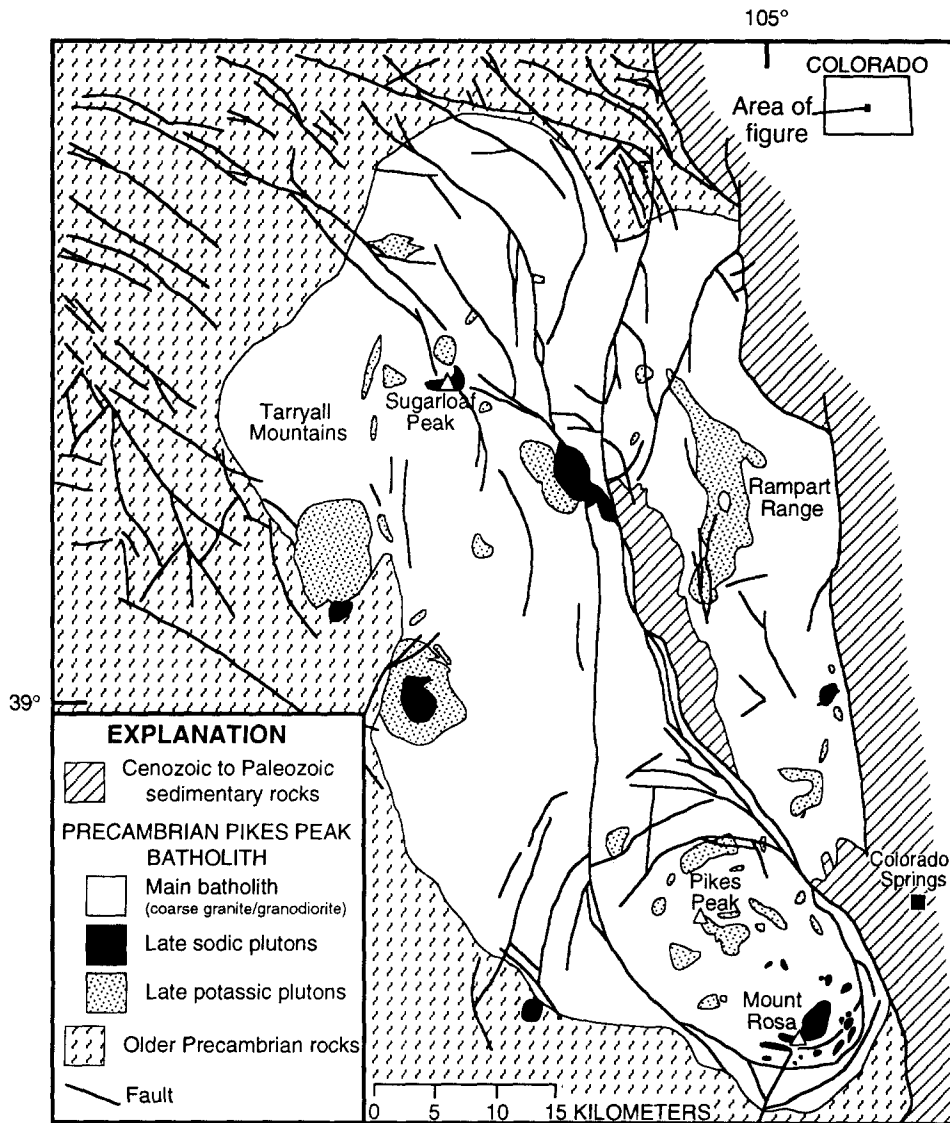 105°
COLORADO
Area of
figure
Tarryall
Mountains
Sugarloaf
Peak
Rampart
Range
39°
EXPLANATION
Cenozoic to Paleozoic
sedimentary rocks
PRECAMBRIAN PIKES PEAK
BATHOLITH
Main batholith
(coarse granite/granodiorite)
Late sodic plutons
Late potassic plutons
Older Precambrian rocks
Fault
Colorado
Springs
Pikes
Peak
Mount
Rosa
0 5 10 15 KILOMETERS